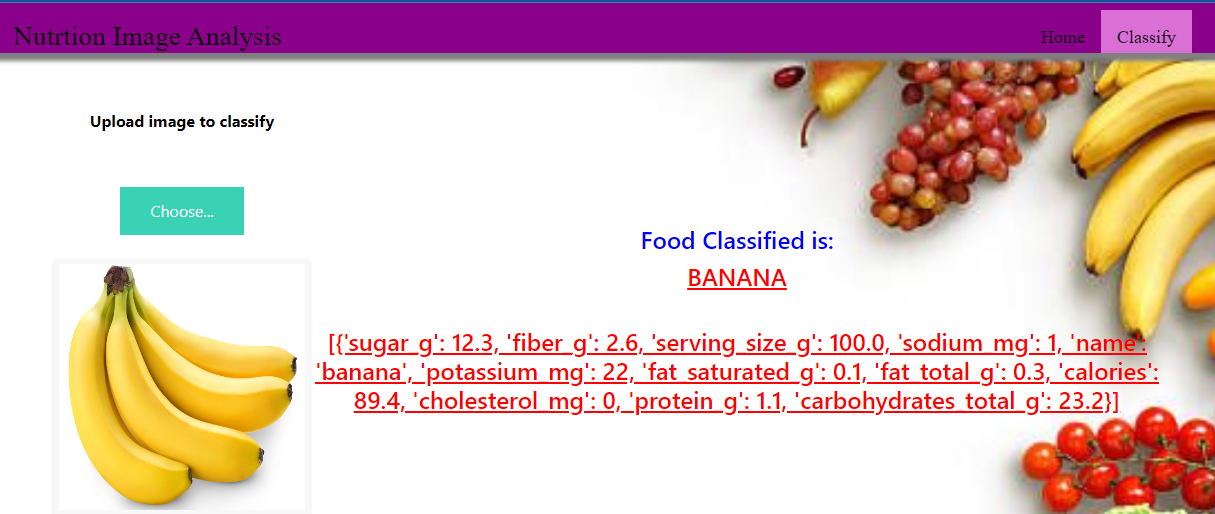 Nutrtion Image Analysis
Home
Classify
Upload image to classify
Choose...
Food Classified is:
BANANA
[{'sugar_g': 12.3, 'fiber_g': 2.6, 'serving_size_g': 100.0, 'sodium_mg': 1, 'name':
'banana', 'potassium_mg': 22, 'fat_saturated_g': 0.1, 'fat_total_g': 0.3, 'calories':
89.4, 'cholesterol_mg': 0, 'protein_g': 1.1, 'carbohydrates_total_g': 23.2}]